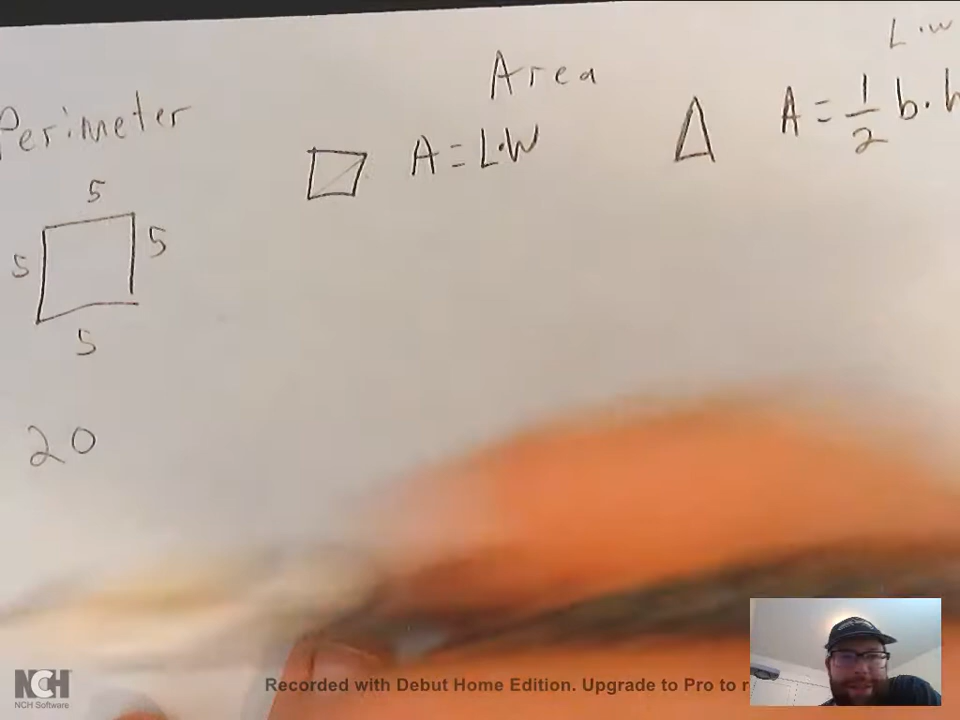 Perimeter
5
5
5
5
20
Area
A = L·W
L·W
A = 1/2 b·h
NCH
NCH Software
Recorded with Debut Home Edition. Upgrade to Pro to